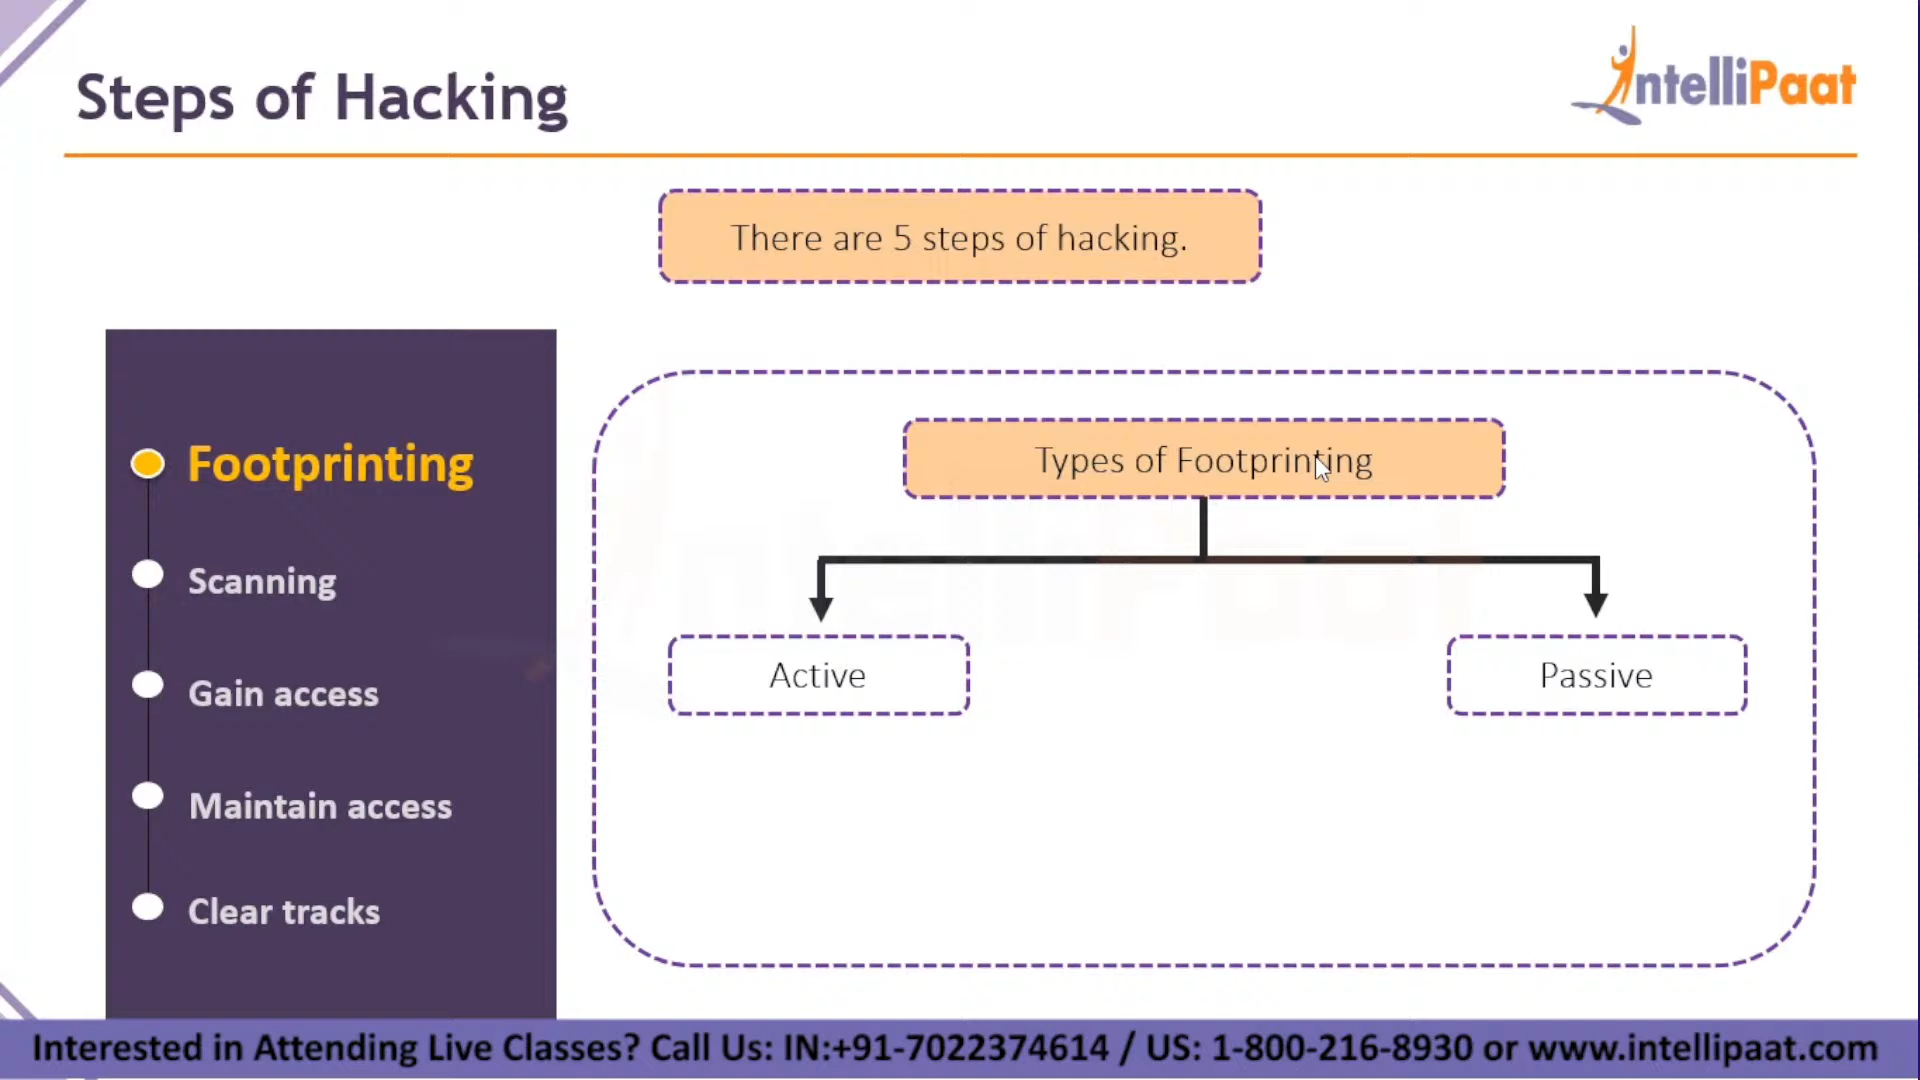 Steps of Hacking
IntelliPaat
There are 5 steps of hacking.
Footprinting
Scanning
Gain access
Maintain access
Clear tracks
Types of Footprinting
Active
Passive
Interested in Attending Live Classes? Call Us: IN:+91-7022374614 / US: 1-800-216-8930 or www.intellipaat.com